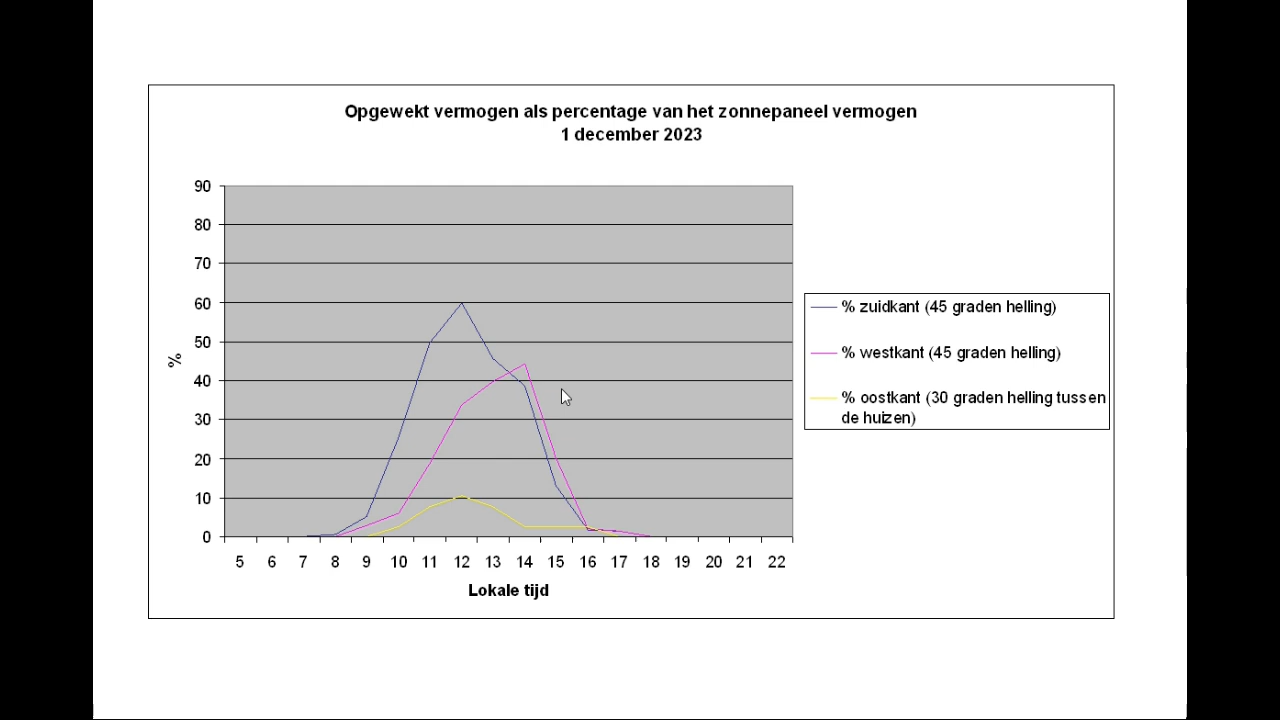 Opgewekt vermogen als percentage van het zonnepaneel vermogen
1 december 2023
90
80
70
60
50
40
30
20
10
0
%
5 6 7 8 9 10 11 12 13 14 15 16 17 18 19 20 21 22
Lokale tijd
% zuidkant (45 graden helling)
% westkant (45 graden helling)
% oostkant (30 graden helling tussen
de huizen)